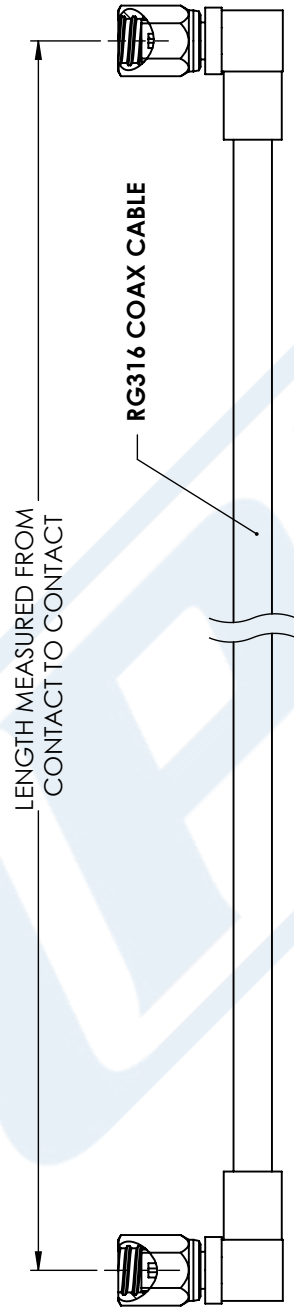 LENGTH MEASURED FROM
CONTACT TO CONTACT
RG316 COAX CABLE